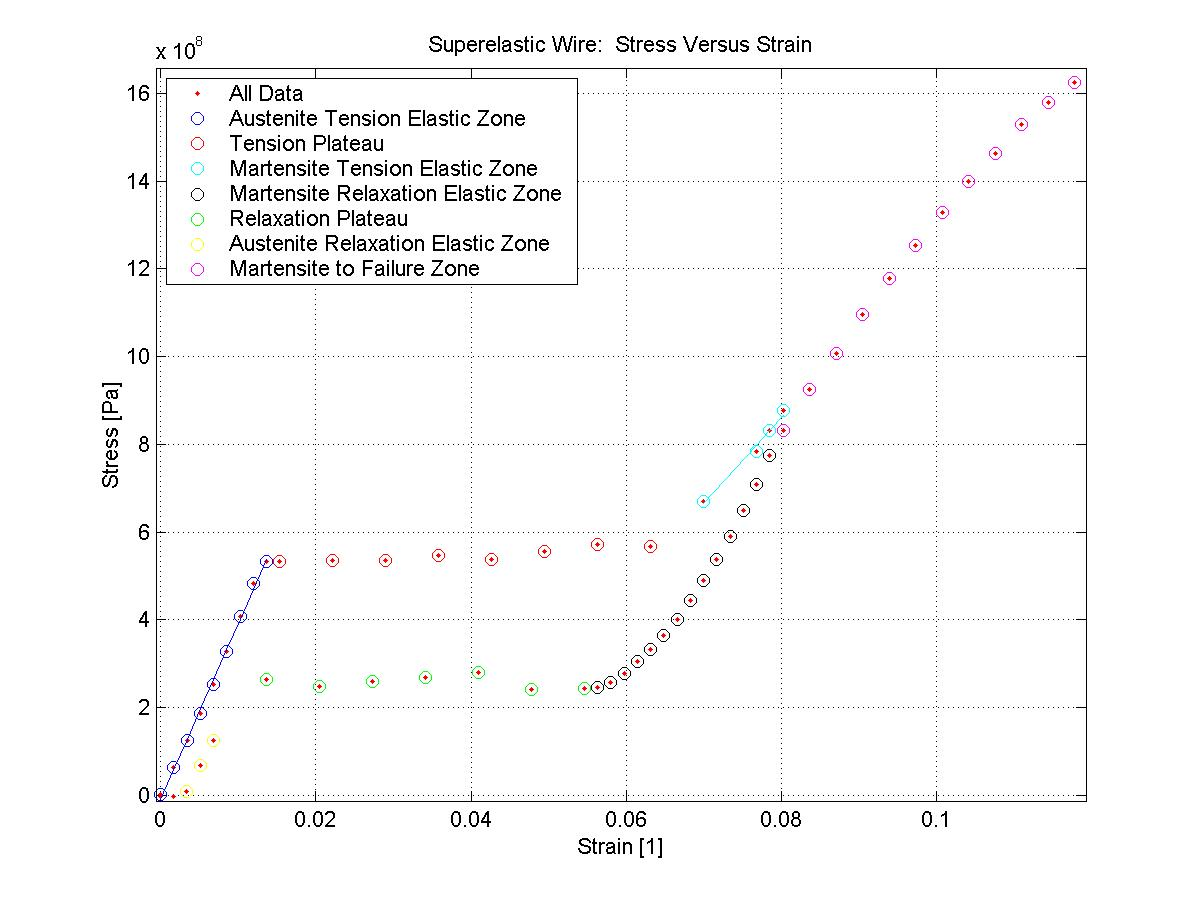 Superelastic Wire:  Stress Versus Strain
x 10^8
16
14
12
10
8
6
4
2
0
Stress [Pa]
All Data
Austenite Tension Elastic Zone
Tension Plateau
Martensite Tension Elastic Zone
Martensite Relaxation Elastic Zone
Relaxation Plateau
Austenite Relaxation Elastic Zone
Martensite to Failure Zone
0 0.02 0.04 0.06 0.08 0.1
Strain [1]